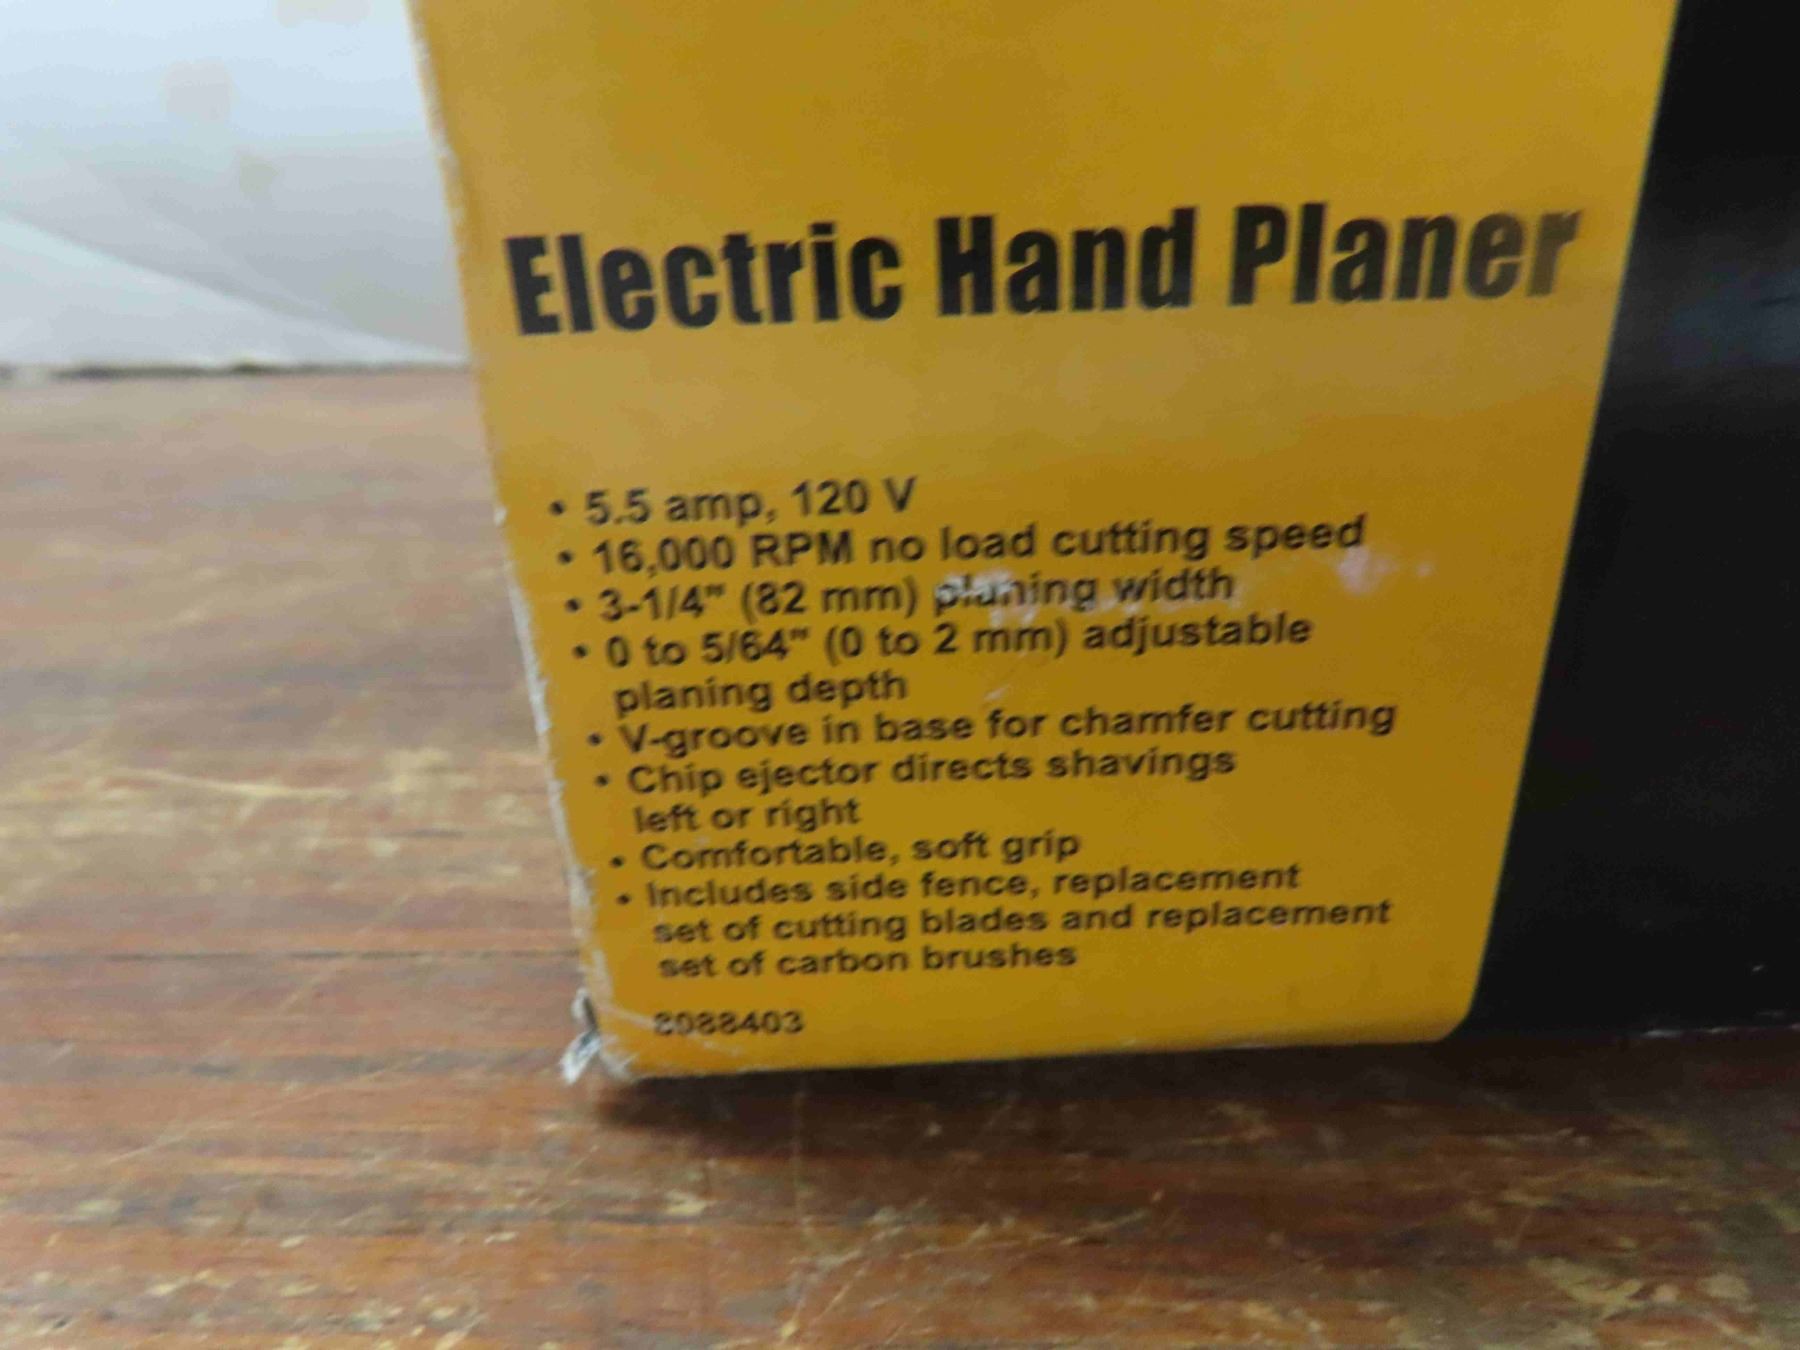 Electric Hand Planer
• 5.5 amp, 120 V
• 16,000 RPM no load cutting speed
• 3-1/4" (82 mm) planing width
• 0 to 5/64" (0 to 2 mm) adjustable
planing depth
• V-groove in base for chamfer cutting
• Chip ejector directs shavings
left or right
• Comfortable, soft grip
• Includes side fence, replacement
set of cutting blades and replacement
set of carbon brushes
8088403